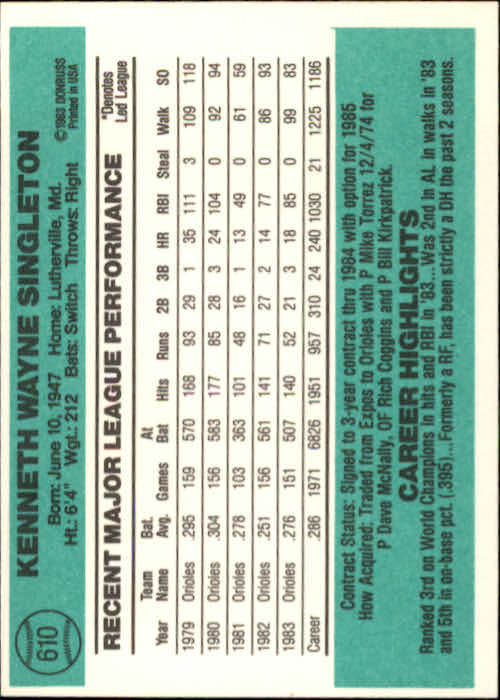 610
KENNETH WAYNE SINGLETON
Born: June 10, 1947 Home: Lutherville, Md.
Ht.: 6'4" Wgt.: 212 Bats: Switch Throws: Right
©1983 DONRUSS
Printed in USA
RECENT MAJOR LEAGUE PERFORMANCE
*Denotes
Led League
Year Team Name Bat. Avg. Games At Bat Hits Runs 2B 3B HR RBI Steal Walk SO
1979 Orioles .295 159 570 168 93 29 1 35 111 3 109 118
1980 Orioles .304 156 583 177 85 28 3 24 104 0 92 94
1981 Orioles .278 103 363 101 48 16 1 13 49 0 61 59
1982 Orioles .251 156 561 141 71 27 2 14 77 0 86 93
1983 Orioles .276 151 507 140 52 21 3 18 85 0 99 83
Career .286 1971 6826 1951 957 310 24 240 1030 21 1225 1186
Contract Status: Signed to 3-year contract thru 1984 with option for 1985
How Acquired: Traded from Expos to Orioles with P Mike Torrez 12/4/74 for
P Dave McNally, OF Rich Coggins and P Bill Kirkpatrick.
CAREER HIGHLIGHTS
Ranked 3rd on World Champions in hits and RBI in '83...Was 2nd in AL in walks in '83
and 5th in oe-base pct. (.395)...Formerly a RF, has been strictly a DH the past 2 seasons.